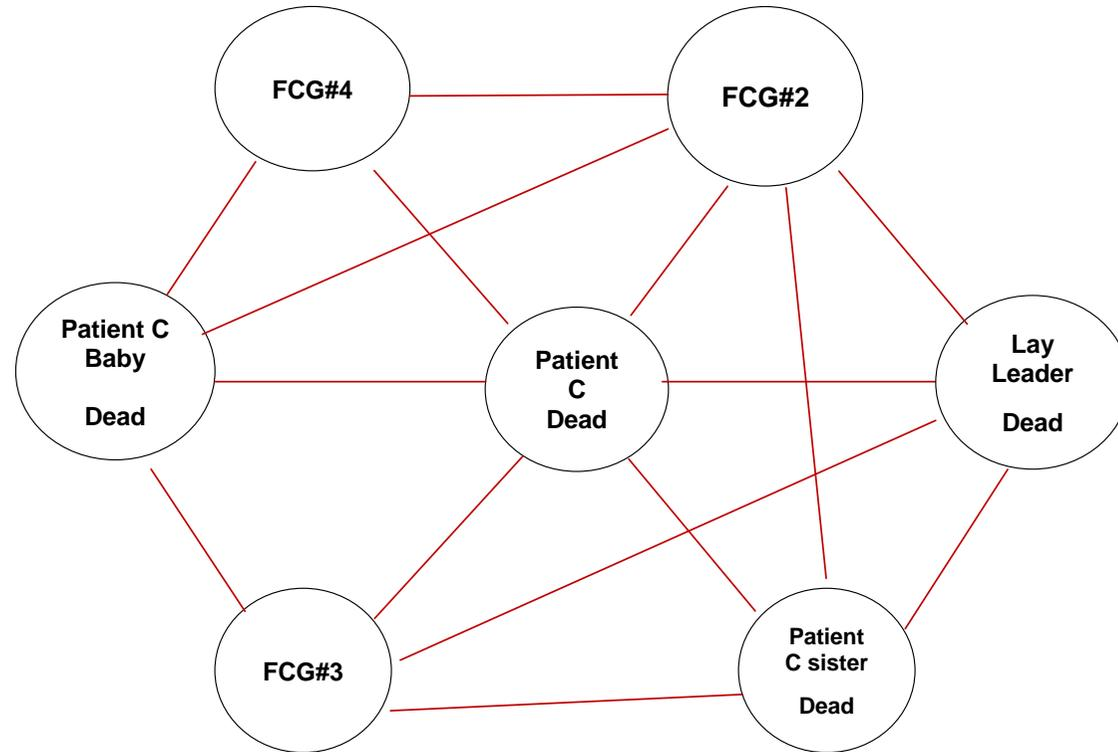 FCG#4
FCG#2
Patient C
Baby
Dead
Patient
C
Dead
Lay
Leader
Dead
FCG#3
Patient
C sister
Dead